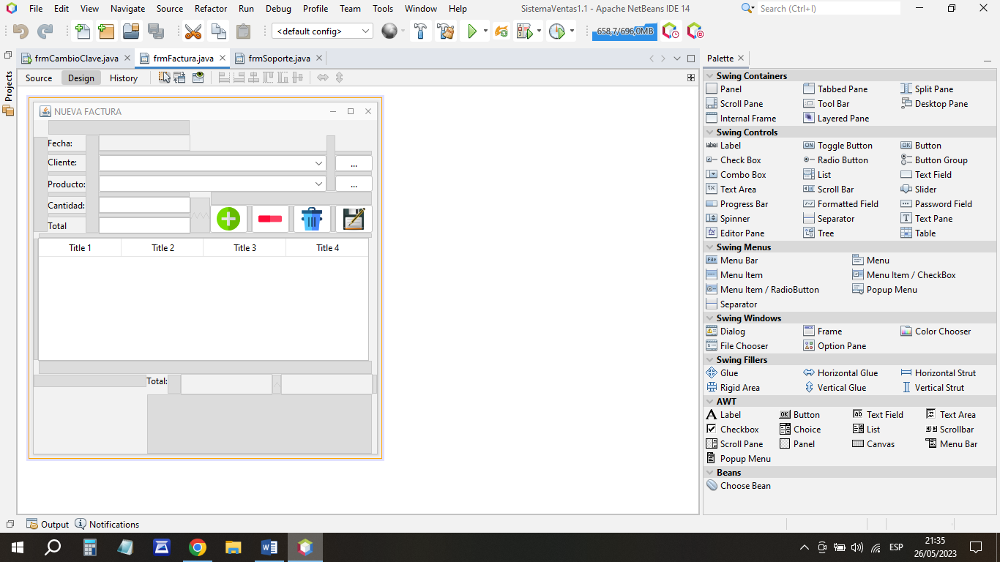 File Edit View Navigate Source Refactor Run Debug Profile Team Tools Window Help SistemaVentas1.1 - Apache NetBeans IDE 14 Search (Ctrl+I)
<default config> 658,7/696,0MB
frmCambioClave.java frmFactura.java frmSoporte.java Palette
Source Design History
Projects
NUEVA FACTURA
Fecha:
Cliente: ...
Producto: ...
Cantidad:
Total
Title 1 Title 2 Title 3 Title 4
Total:
Swing Containers
Panel Tabbed Pane Split Pane
Scroll Pane Tool Bar Desktop Pane
Internal Frame Layered Pane
Swing Controls
label Label ON Toggle Button OK Button
Check Box Radio Button Button Group
Combo Box List Text Field
Text Area Scroll Bar Slider
Progress Bar Formatted Field Password Field
Spinner Separator Text Pane
Editor Pane Tree Table
Swing Menus
File Menu Bar Menu
Menu Item Menu Item / CheckBox
Menu Item / RadioButton Popup Menu
Separator
Swing Windows
Dialog Frame Color Chooser
File Chooser Option Pane
Swing Fillers
Glue Horizontal Glue Horizontal Strut
Rigid Area Vertical Glue Vertical Strut
AWT
A Label OK Button ab Text Field Text Area
Checkbox Choice List Scrollbar
Scroll Pane Panel Canvas Menu Bar
Popup Menu
Beans
Choose Bean
Output Notifications
ESP 21:35
26/05/2023